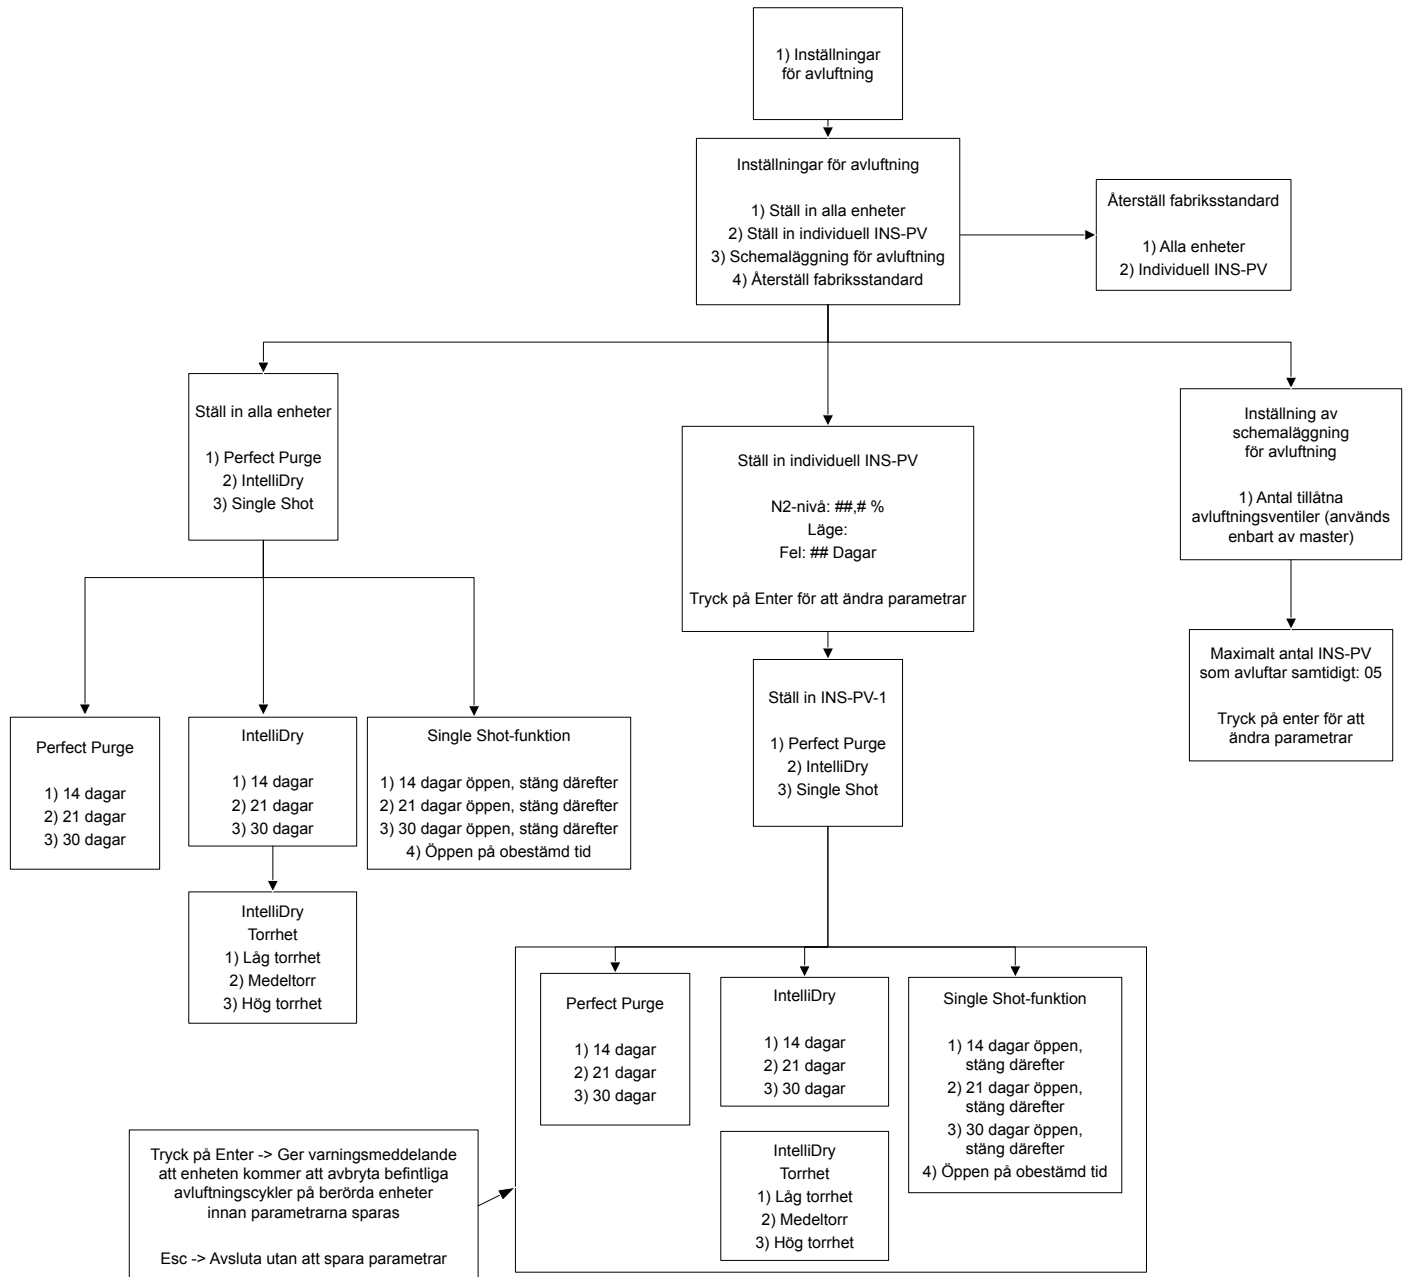 1) Inställningar
för avluftning
Inställningar för avluftning
1) Ställ in alla enheter
2) Ställ in individuell INS-PV
3) Schemaläggning för avluftning
4) Återställ fabriksstandard
Återställ fabriksstandard
1) Alla enheter
2) Individuell INS-PV
Ställ in alla enheter
1) Perfect Purge
2) IntelliDry
3) Single Shot
Ställ in individuell INS-PV
N2-nivå: ##,# %
Läge:
Fel: ## Dagar
Tryck på Enter för att ändra parametrar
Inställning av
schemaläggning
för avluftning
1) Antal tillåtna
avluftningsventiler (används
enbart av master)
Maximalt antal INS-PV
som avluftar samtidigt: 05
Tryck på enter för att
ändra parametrar
Perfect Purge
1) 14 dagar
2) 21 dagar
3) 30 dagar
IntelliDry
1) 14 dagar
2) 21 dagar
3) 30 dagar
Single Shot-funktion
1) 14 dagar öppen, stäng därefter
2) 21 dagar öppen, stäng därefter
3) 30 dagar öppen, stäng därefter
4) Öppen på obestämd tid
Ställ in INS-PV-1
1) Perfect Purge
2) IntelliDry
3) Single Shot
IntelliDry
Torrhet
1) Låg torrhet
2) Medeltorr
3) Hög torrhet
Perfect Purge
1) 14 dagar
2) 21 dagar
3) 30 dagar
IntelliDry
1) 14 dagar
2) 21 dagar
3) 30 dagar
Single Shot-funktion
1) 14 dagar öppen,
stäng därefter
2) 21 dagar öppen,
stäng därefter
3) 30 dagar öppen,
stäng därefter
4) Öppen på obestämd tid
IntelliDry
Torrhet
1) Låg torrhet
2) Medeltorr
3) Hög torrhet
Tryck på Enter -> Ger varningsmeddelande
att enheten kommer att avbryta befintliga
avluftningscykler på berörda enheter
innan parametrarna sparas
Esc -> Avsluta utan att spara parametrar